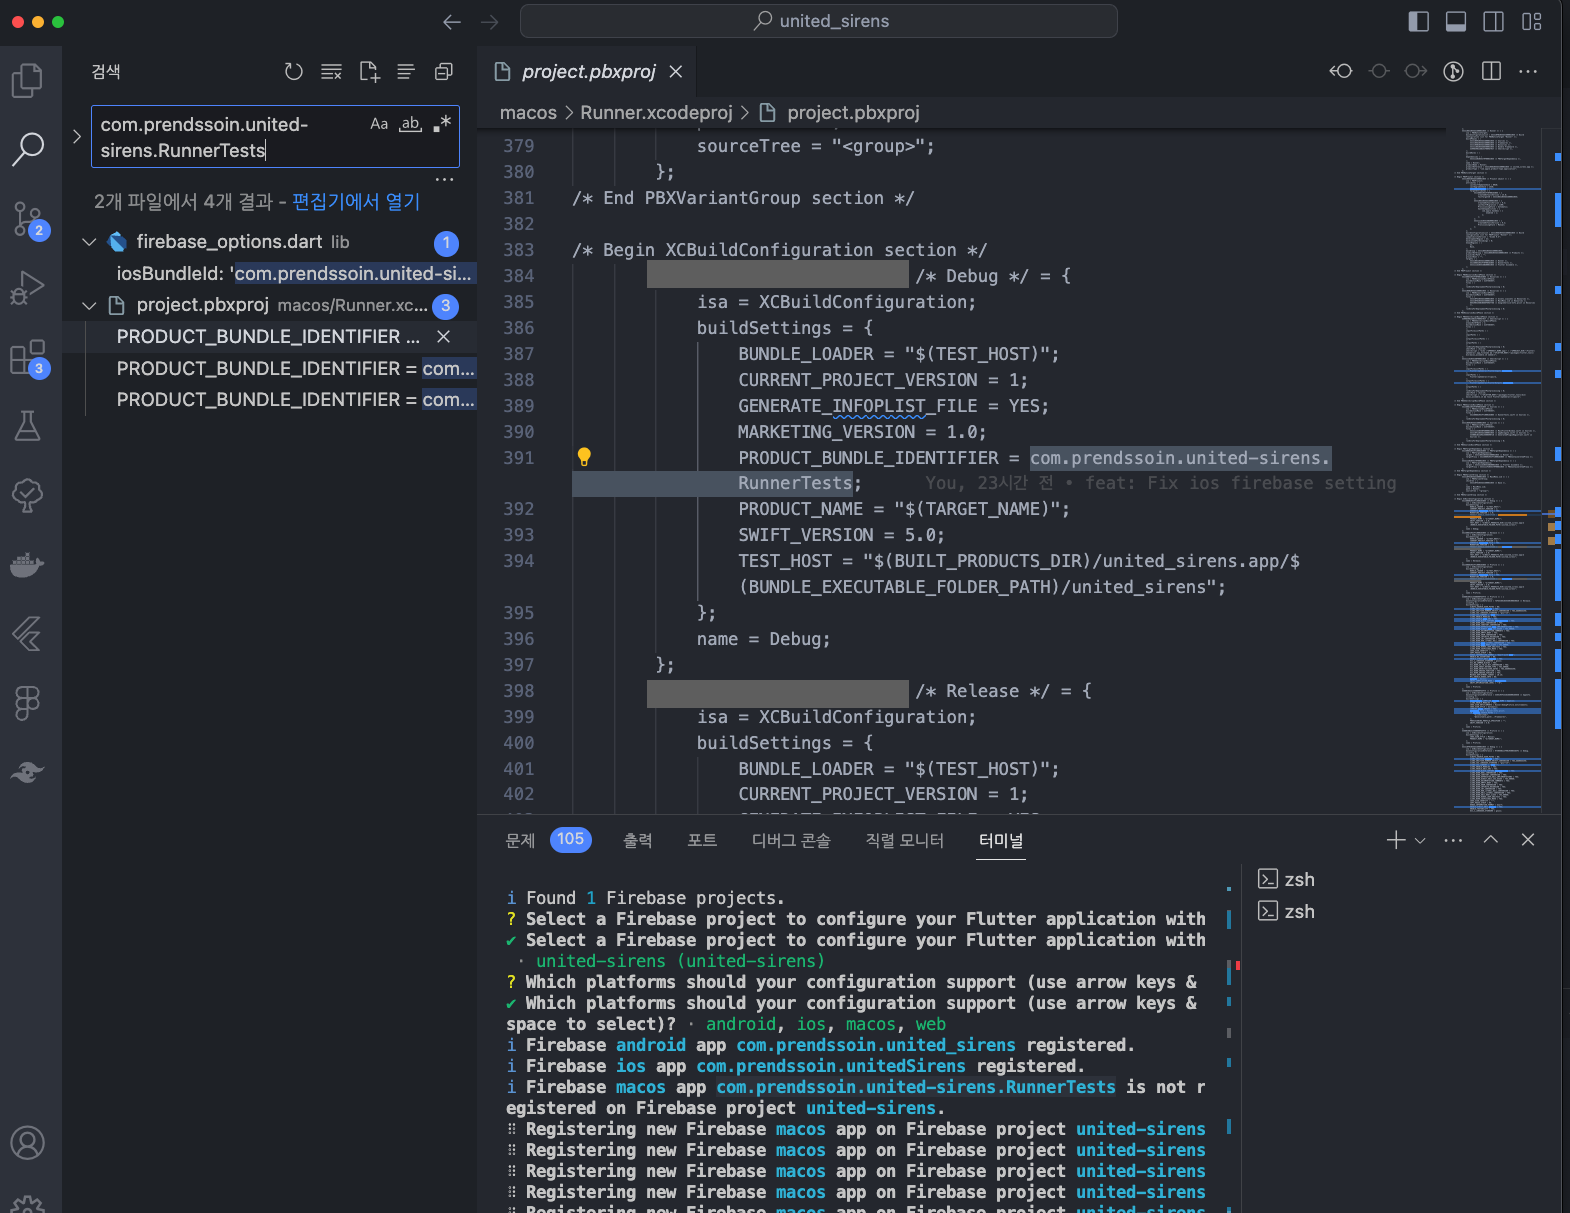 united_sirens
검색
com.prendssoin.united-
sirens.RunnerTests
Aa ab .*
2개 파일에서 4개 결과 - 편집기에서 열기
firebase_options.dart lib 1
iosBundleId: 'com.prendssoin.united-si...
project.pbxproj macos/Runner.xc... 3
PRODUCT_BUNDLE_IDENTIFIER ...
PRODUCT_BUNDLE_IDENTIFIER = com...
PRODUCT_BUNDLE_IDENTIFIER = com...
2
3
project.pbxproj
macos > Runner.xcodeproj > project.pbxproj
379 sourceTree = "<group>";
380 };
381 /* End PBXVariantGroup section */
382
383 /* Begin XCBuildConfiguration section */
384 /* Debug */ = {
385 isa = XCBuildConfiguration;
386 buildSettings = {
387 BUNDLE_LOADER = "$(TEST_HOST)";
388 CURRENT_PROJECT_VERSION = 1;
389 GENERATE_INFOPLIST_FILE = YES;
390 MARKETING_VERSION = 1.0;
391 PRODUCT_BUNDLE_IDENTIFIER = com.prendssoin.united-sirens.
RunnerTests; You, 23시간 전 • feat: Fix ios firebase setting
392 PRODUCT_NAME = "$(TARGET_NAME)";
393 SWIFT_VERSION = 5.0;
394 TEST_HOST = "$(BUILT_PRODUCTS_DIR)/united_sirens.app/$
(BUNDLE_EXECUTABLE_FOLDER_PATH)/united_sirens";
395 };
396 name = Debug;
397 };
398 /* Release */ = {
399 isa = XCBuildConfiguration;
400 buildSettings = {
401 BUNDLE_LOADER = "$(TEST_HOST)";
402 CURRENT_PROJECT_VERSION = 1;
문제 105 출력 포트 디버그 콘솔 직렬 모니터 터미널
i Found 1 Firebase projects.
? Select a Firebase project to configure your Flutter application with
✔ Select a Firebase project to configure your Flutter application with
· united-sirens (united-sirens)
? Which platforms should your configuration support (use arrow keys &
✔ Which platforms should your configuration support (use arrow keys &
space to select)? · android, ios, macos, web
i Firebase android app com.prendssoin.united_sirens registered.
i Firebase ios app com.prendssoin.unitedSirens registered.
i Firebase macos app com.prendssoin.united-sirens.RunnerTests is not r
egistered on Firebase project united-sirens.
⠿ Registering new Firebase macos app on Firebase project united-sirens
⠿ Registering new Firebase macos app on Firebase project united-sirens
⠿ Registering new Firebase macos app on Firebase project united-sirens
⠿ Registering new Firebase macos app on Firebase project united-sirens
⠿ Registering new Firebase macos app on Firebase project united-sirens
zsh
zsh